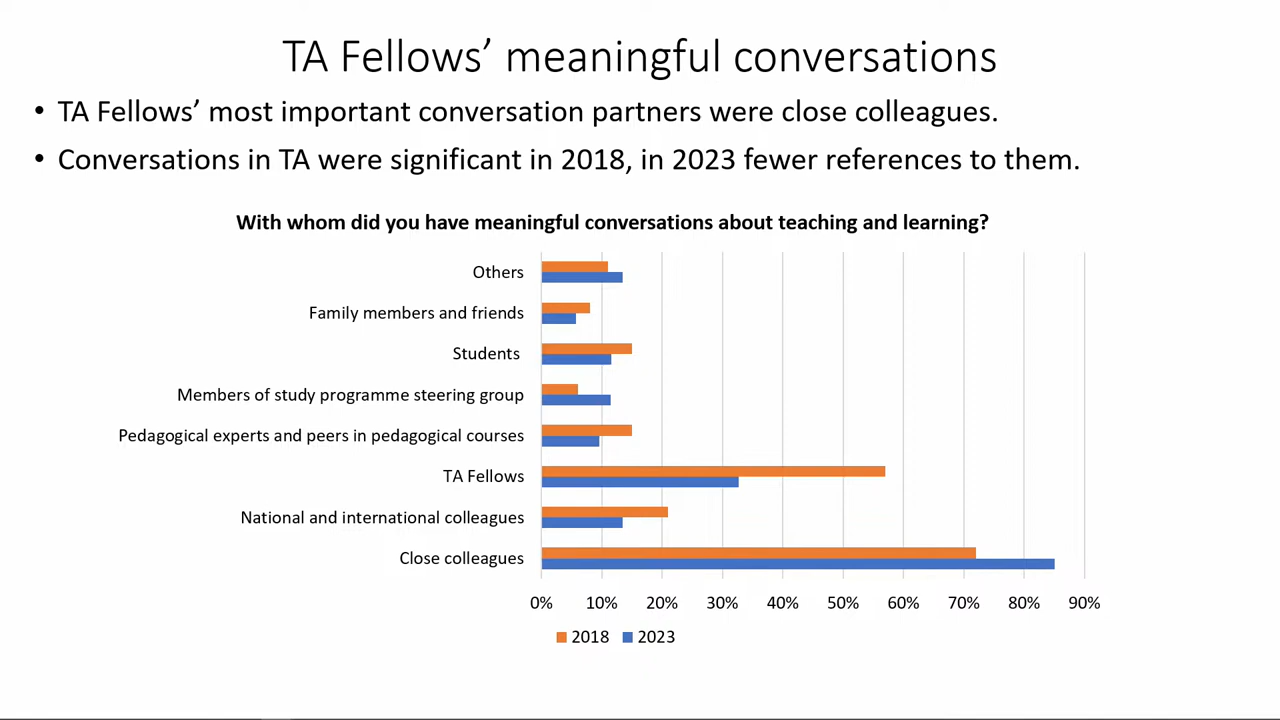 TA Fellows’ meaningful conversations
• TA Fellows’ most important conversation partners were close colleagues.
• Conversations in TA were significant in 2018, in 2023 fewer references to them.
With whom did you have meaningful conversations about teaching and learning?
Others
Family members and friends
Students
Members of study programme steering group
Pedagogical experts and peers in pedagogical courses
TA Fellows
National and international colleagues
Close colleagues
0% 10% 20% 30% 40% 50% 60% 70% 80% 90%
2018 2023